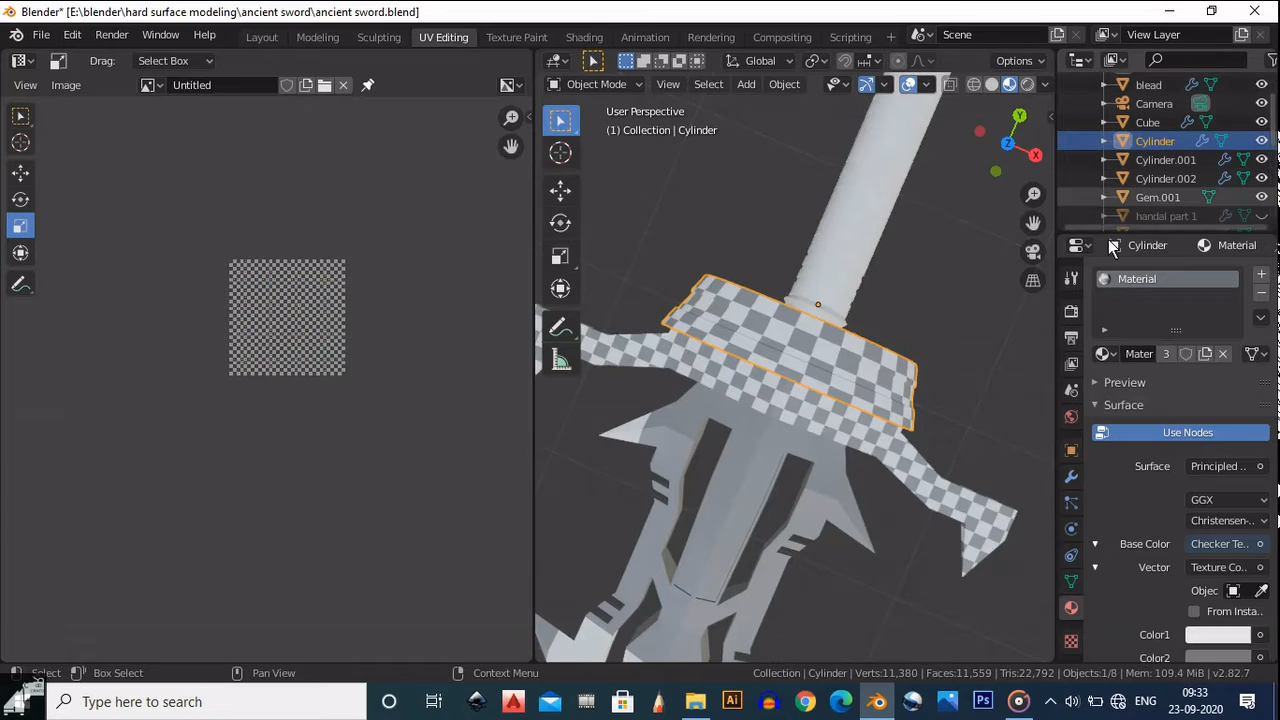 Blender* [E:\blender\hard surface modeling\ancient sword\ancient sword.blend]
File Edit Render Window Help Layout Modeling Sculpting UV Editing Texture Paint Shading Animation Rendering Compositing Scripting Scene View Layer
Drag: Select Box Global Options
View Image Untitled Object Mode View Select Add Object
User Perspective
(1) Collection | Cylinder
Y
Z
X
blead
Camera
Cube
Cylinder
Cylinder.001
Cylinder.002
Gem.001
handal part 1
Cylinder Material
Material
Mater 3
Preview
Surface
Use Nodes
Surface Principled ..
GGX
Christensen-..
Base Color Checker Te..
Vector Texture Co..
Objec
From Insta..
Color1
Color2
Select Box Select Pan View Context Menu Collection | Cylinder | Verts:11,380 | Faces:11,559 | Tris:22,792 | Objects:1/8 | Mem: 109.4 MiB | v2.82.7
Type here to search Ai Ps ENG 09:33
23-09-2020